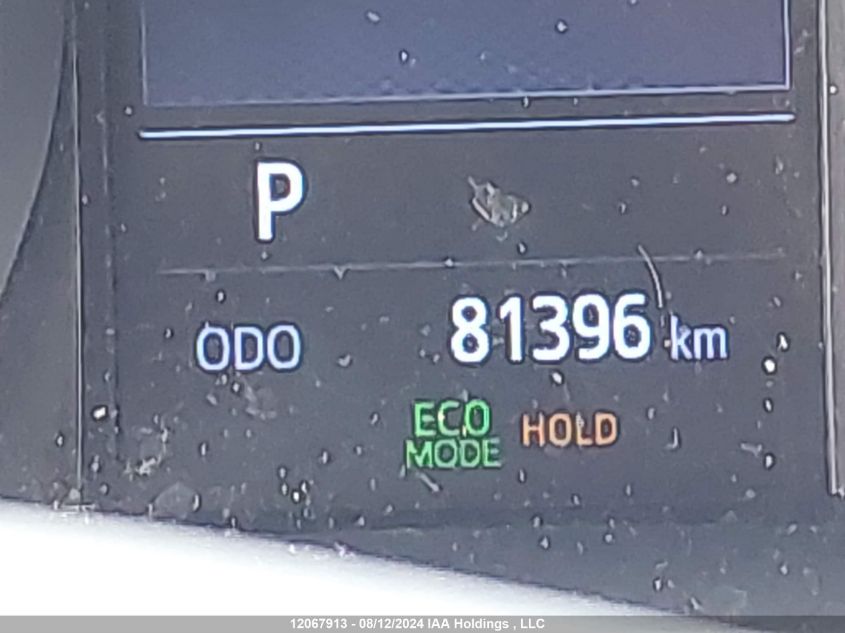 P
ODO 81396 km
ECO
MODE HOLD
12067913 - 08/12/2024 IAA Holdings , LLC